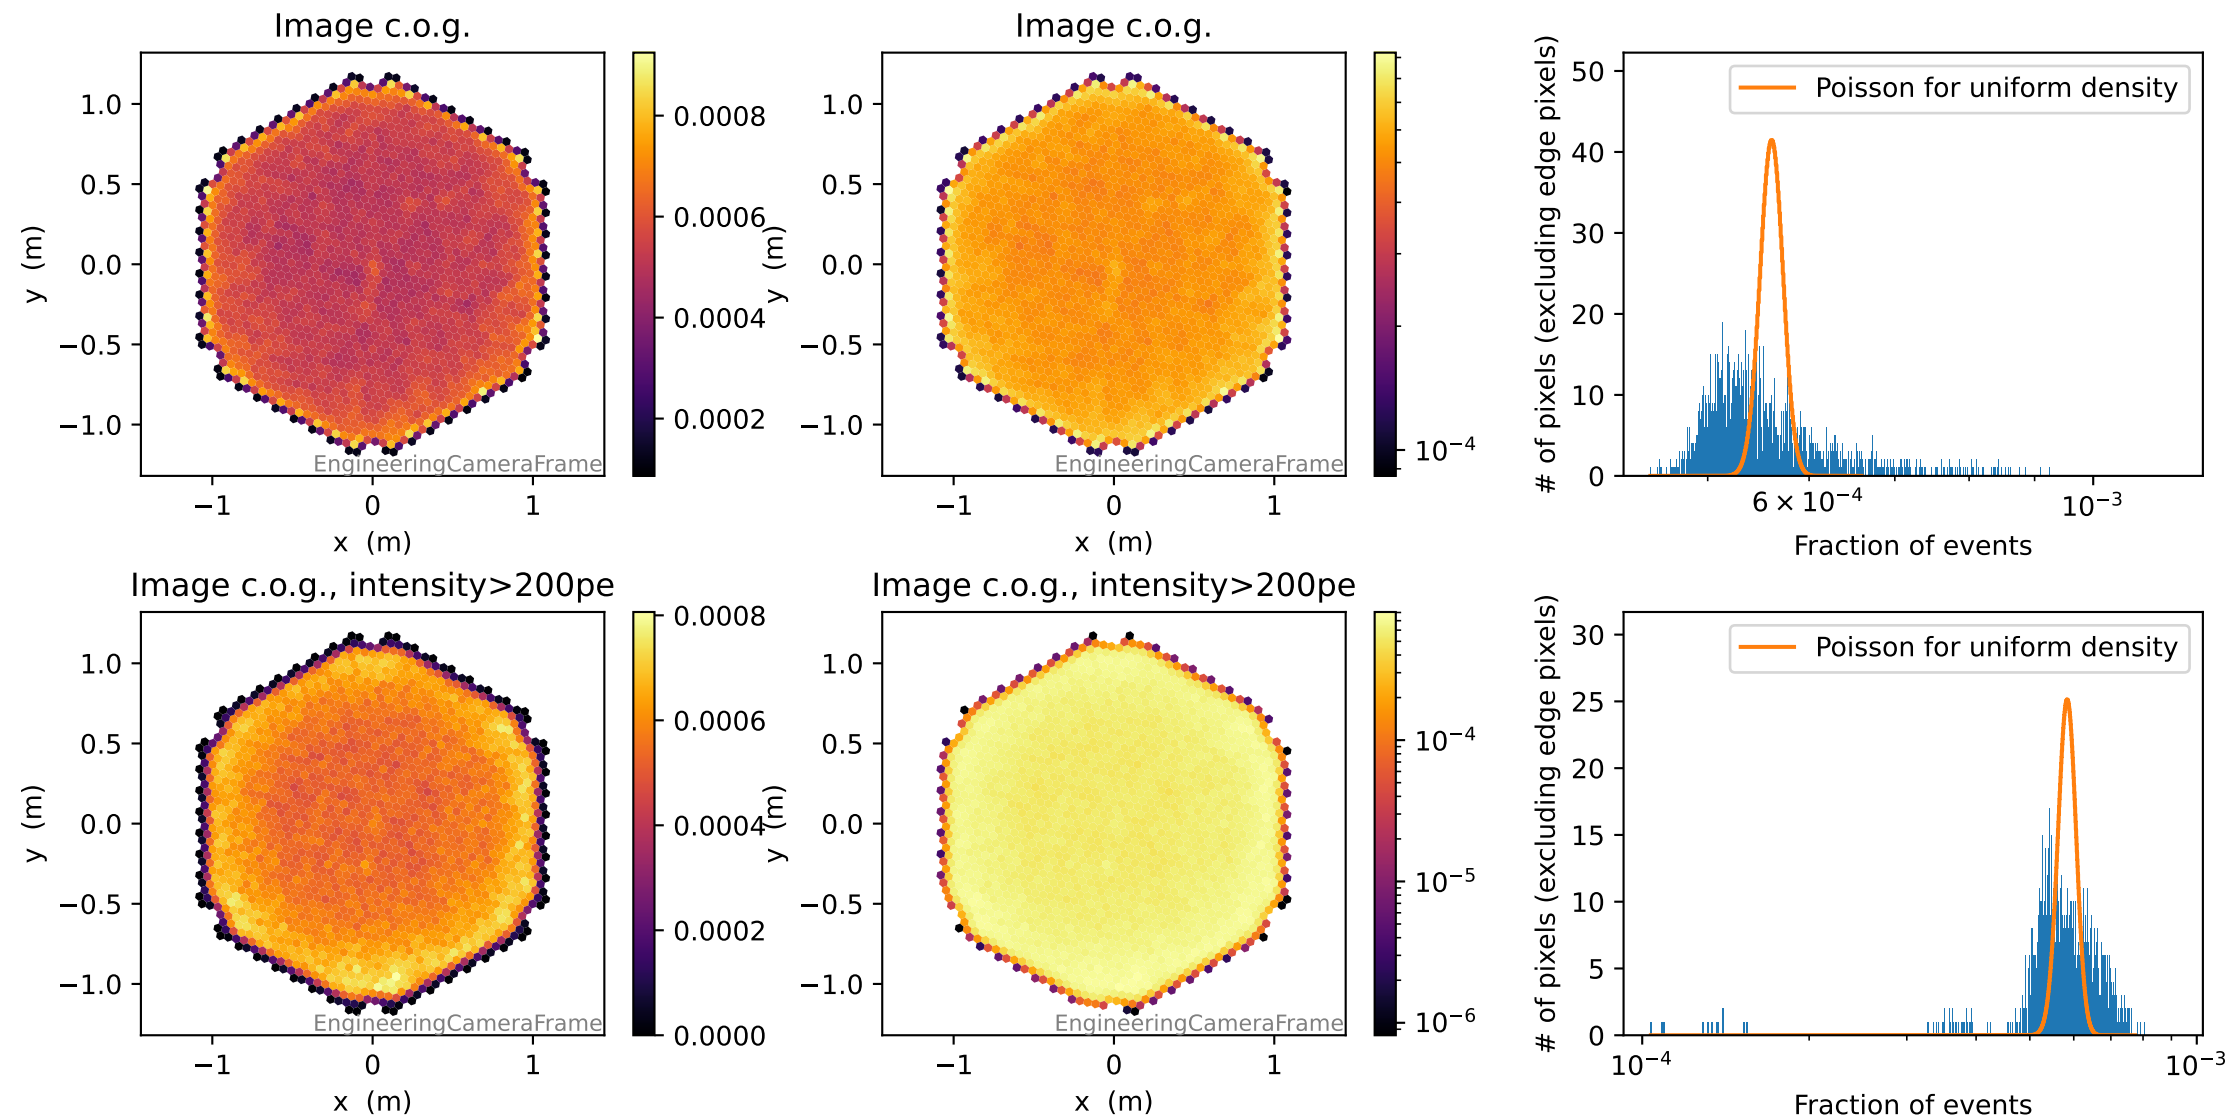 Image c.o.g.
1.0
0.5
0.0
−0.5
−1.0
y (m)
−1
0
1
x (m)
EngineeringCameraFrame
0.0008
0.0006
0.0004
0.0002
Image c.o.g.
1.0
0.5
0.0
−0.5
−1.0
y (m)
−1
0
1
x (m)
EngineeringCameraFrame
10⁻⁴
Poisson for uniform density
50
40
30
20
10
0
# of pixels (excluding edge pixels)
6 × 10⁻⁴
10⁻³
Fraction of events
Image c.o.g., intensity>200pe
1.0
0.5
0.0
−0.5
−1.0
y (m)
−1
0
1
x (m)
EngineeringCameraFrame
0.0008
0.0006
0.0004
0.0002
0.0000
Image c.o.g., intensity>200pe
1.0
0.5
0.0
−0.5
−1.0
y (m)
−1
0
1
x (m)
EngineeringCameraFrame
10⁻⁴
10⁻⁵
10⁻⁶
Poisson for uniform density
30
25
20
15
10
5
0
# of pixels (excluding edge pixels)
10⁻⁴
10⁻³
Fraction of events